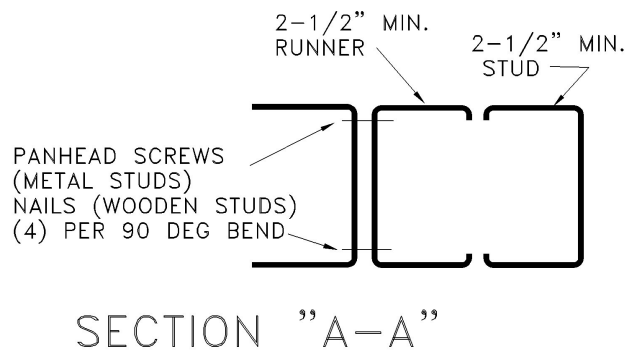 2-1/2" MIN.
RUNNER
2-1/2" MIN.
STUD
PANHEAD SCREWS
(METAL STUDS)
NAILS (WOODEN STUDS)
(4) PER 90 DEG BEND
SECTION "A-A"